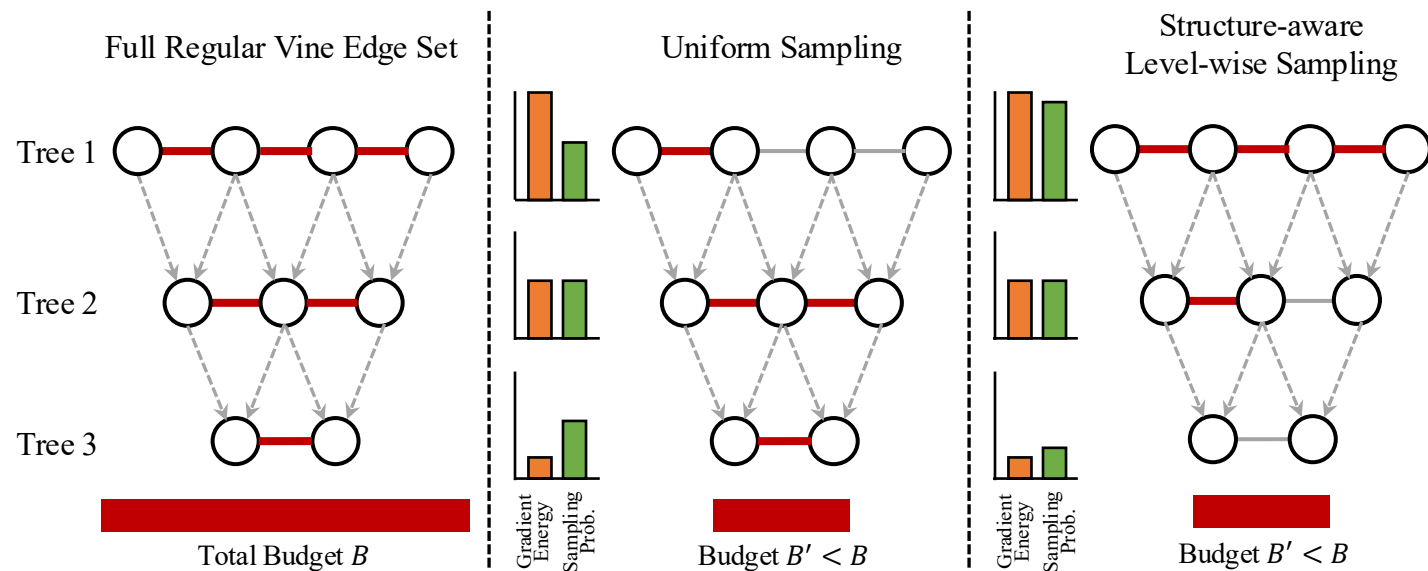 Full Regular Vine Edge Set
Uniform Sampling
Structure-aware
Level-wise Sampling
Tree 1
Tree 2
Tree 3
Gradient
Energy
Sampling
Prob.
Gradient
Energy
Sampling
Prob.
Total Budget B
Budget B′ < B
Budget B′ < B